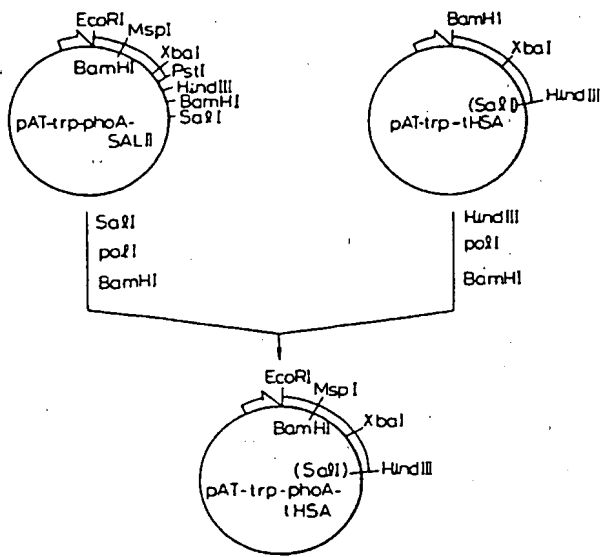 EcoRI
MspI
BamHI
XbaI
PstI
HindIII
BamHI
SalI
pAT-trp-phoA-
SALII
BamHI
XbaI
(SalI)
HindIII
pAT-trp-tHSA
SalI
polI
BamHI
HindIII
polI
BamHI
EcoRI
MspI
BamHI
XbaI
(SalI)
HindIII
pAT-trp-phoA-
tHSA